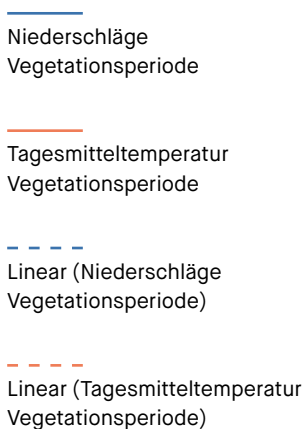 Niederschläge
Vegetationsperiode
Tagesmitteltemperatur
Vegetationsperiode
Linear (Niederschläge
Vegetationsperiode)
Linear (Tagesmitteltemperatur
Vegetationsperiode)